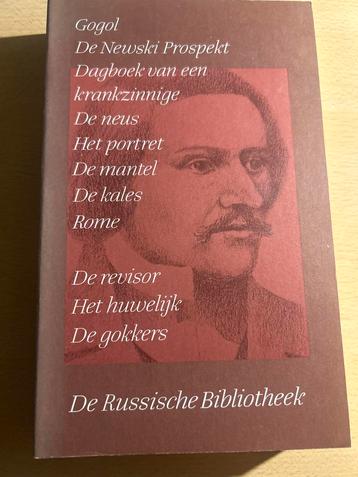 Gogol
De Newski Prospekt
Dagboek van een
krankzinnige
De neus
Het portret
De mantel
De kales
Rome
De revisor
Het huwelijk
De gokkers
De Russische Bibliotheek